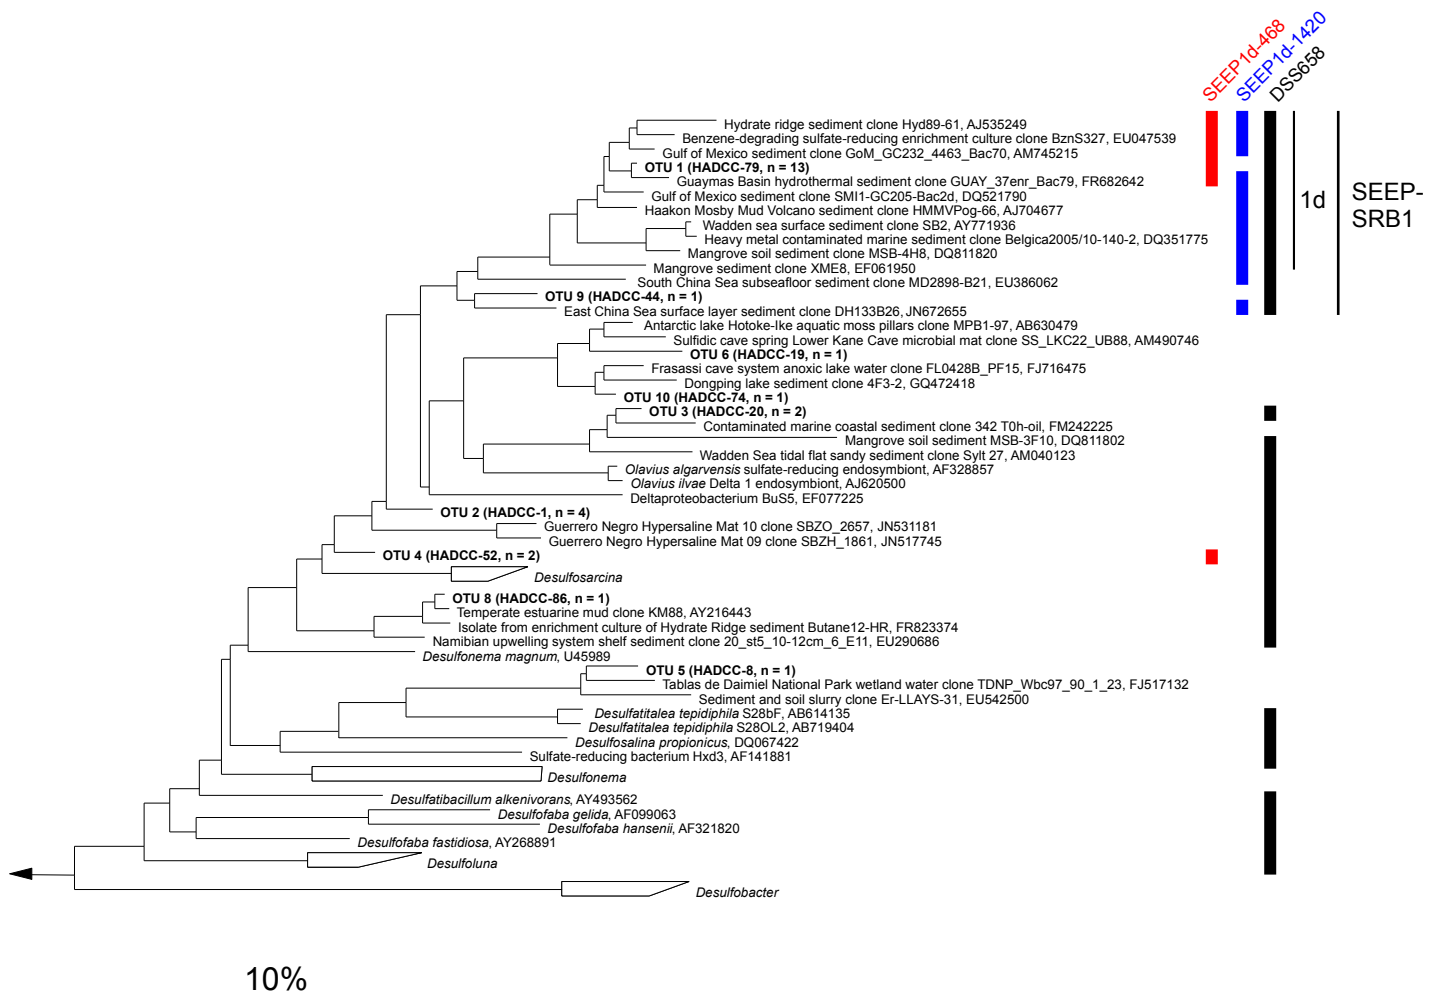 SEEP1d-468
SEEP1d-1420
DSS658
Hydrate ridge sediment clone Hyd89-61, AJ535249
Benzene-degrading sulfate-reducing enrichment culture clone BznS327, EU047539
Gulf of Mexico sediment clone GoM_GC232_4463_Bac70, AM745215
OTU 1 (HADCC-79, n = 13)
Guaymas Basin hydrothermal sediment clone GUAY_37enr_Bac79, FR682642
Gulf of Mexico sediment clone SMI1-GC205-Bac2d, DQ521790
Haakon Mosby Mud Volcano sediment clone HMMVPog-66, AJ704677
Wadden sea surface sediment clone SB2, AY771936
Heavy metal contaminated marine sediment clone Belgica2005/10-140-2, DQ351775
Mangrove soil sediment clone MSB-4H8, DQ811820
Mangrove sediment clone XME8, EF061950
South China Sea subseafloor sediment clone MD2898-B21, EU386062
OTU 9 (HADCC-44, n = 1)
East China Sea surface layer sediment clone DH133B26, JN672655
1d
SEEP-
SRB1
Antarctic lake Hotoke-Ike aquatic moss pillars clone MPB1-97, AB630479
Sulfidic cave spring Lower Kane Cave microbial mat clone SS_LKC22_UB88, AM490746
OTU 6 (HADCC-19, n = 1)
Frasassi cave system anoxic lake water clone FL0428B_PF15, FJ716475
Dongping lake sediment clone 4F3-2, GQ472418
OTU 10 (HADCC-74, n = 1)
OTU 3 (HADCC-20, n = 2)
Contaminated marine coastal sediment clone 342 T0h-oil, FM242225
Mangrove soil sediment MSB-3F10, DQ811802
Wadden Sea tidal flat sandy sediment clone Sylt 27, AM040123
Olavius algarvensis sulfate-reducing endosymbiont, AF328857
Olavius ilvae Delta 1 endosymbiont, AJ620500
Deltaproteobacterium BuS5, EF077225
OTU 2 (HADCC-1, n = 4)
Guerrero Negro Hypersaline Mat 10 clone SBZO_2657, JN531181
Guerrero Negro Hypersaline Mat 09 clone SBZH_1861, JN517745
OTU 4 (HADCC-52, n = 2)
Desulfosarcina
OTU 8 (HADCC-86, n = 1)
Temperate estuarine mud clone KM88, AY216443
Isolate from enrichment culture of Hydrate Ridge sediment Butane12-HR, FR823374
Namibian upwelling system shelf sediment clone 20_st5_10-12cm_6_E11, EU290686
Desulfonema magnum, U45989
OTU 5 (HADCC-8, n = 1)
Tablas de Daimiel National Park wetland water clone TDNP_Wbc97_90_1_23, FJ517132
Sediment and soil slurry clone Er-LLAYS-31, EU542500
Desulfatitalea tepidiphila S28bF, AB614135
Desulfatitalea tepidiphila S28OL2, AB719404
Desulfosalina propionicus, DQ067422
Sulfate-reducing bacterium Hxd3, AF141881
Desulfonema
Desulfatibacillum alkenivorans, AY493562
Desulfofaba gelida, AF099063
Desulfofaba hansenii, AF321820
Desulfofaba fastidiosa, AY268891
Desulfoluna
Desulfobacter
10%